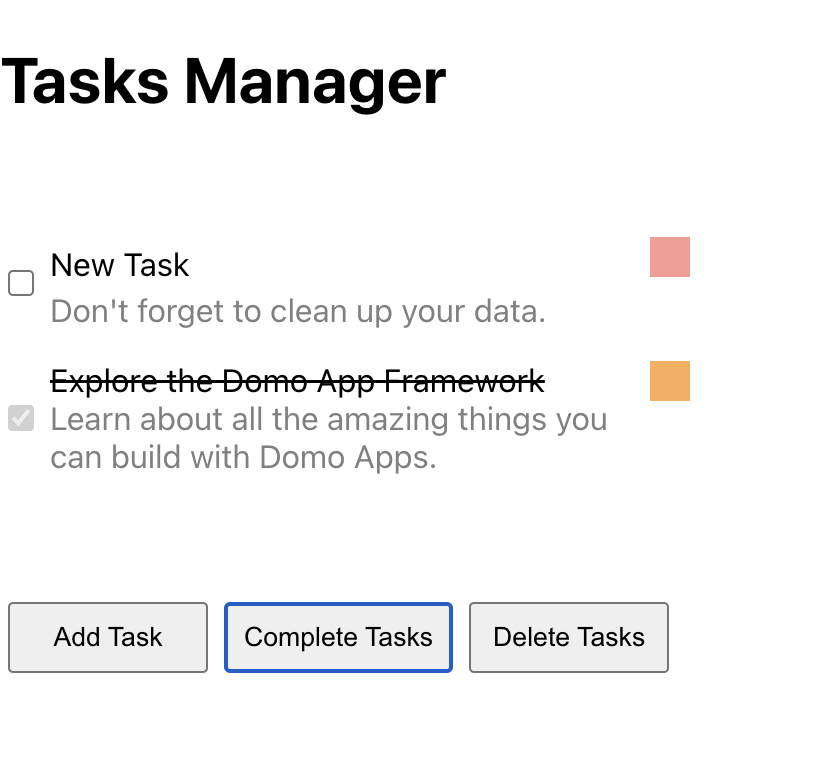 Tasks Manager
New Task
Don't forget to clean up your data.
Explore the Domo App Framework
Learn about all the amazing things you
can build with Domo Apps.
Add Task
Complete Tasks
Delete Tasks